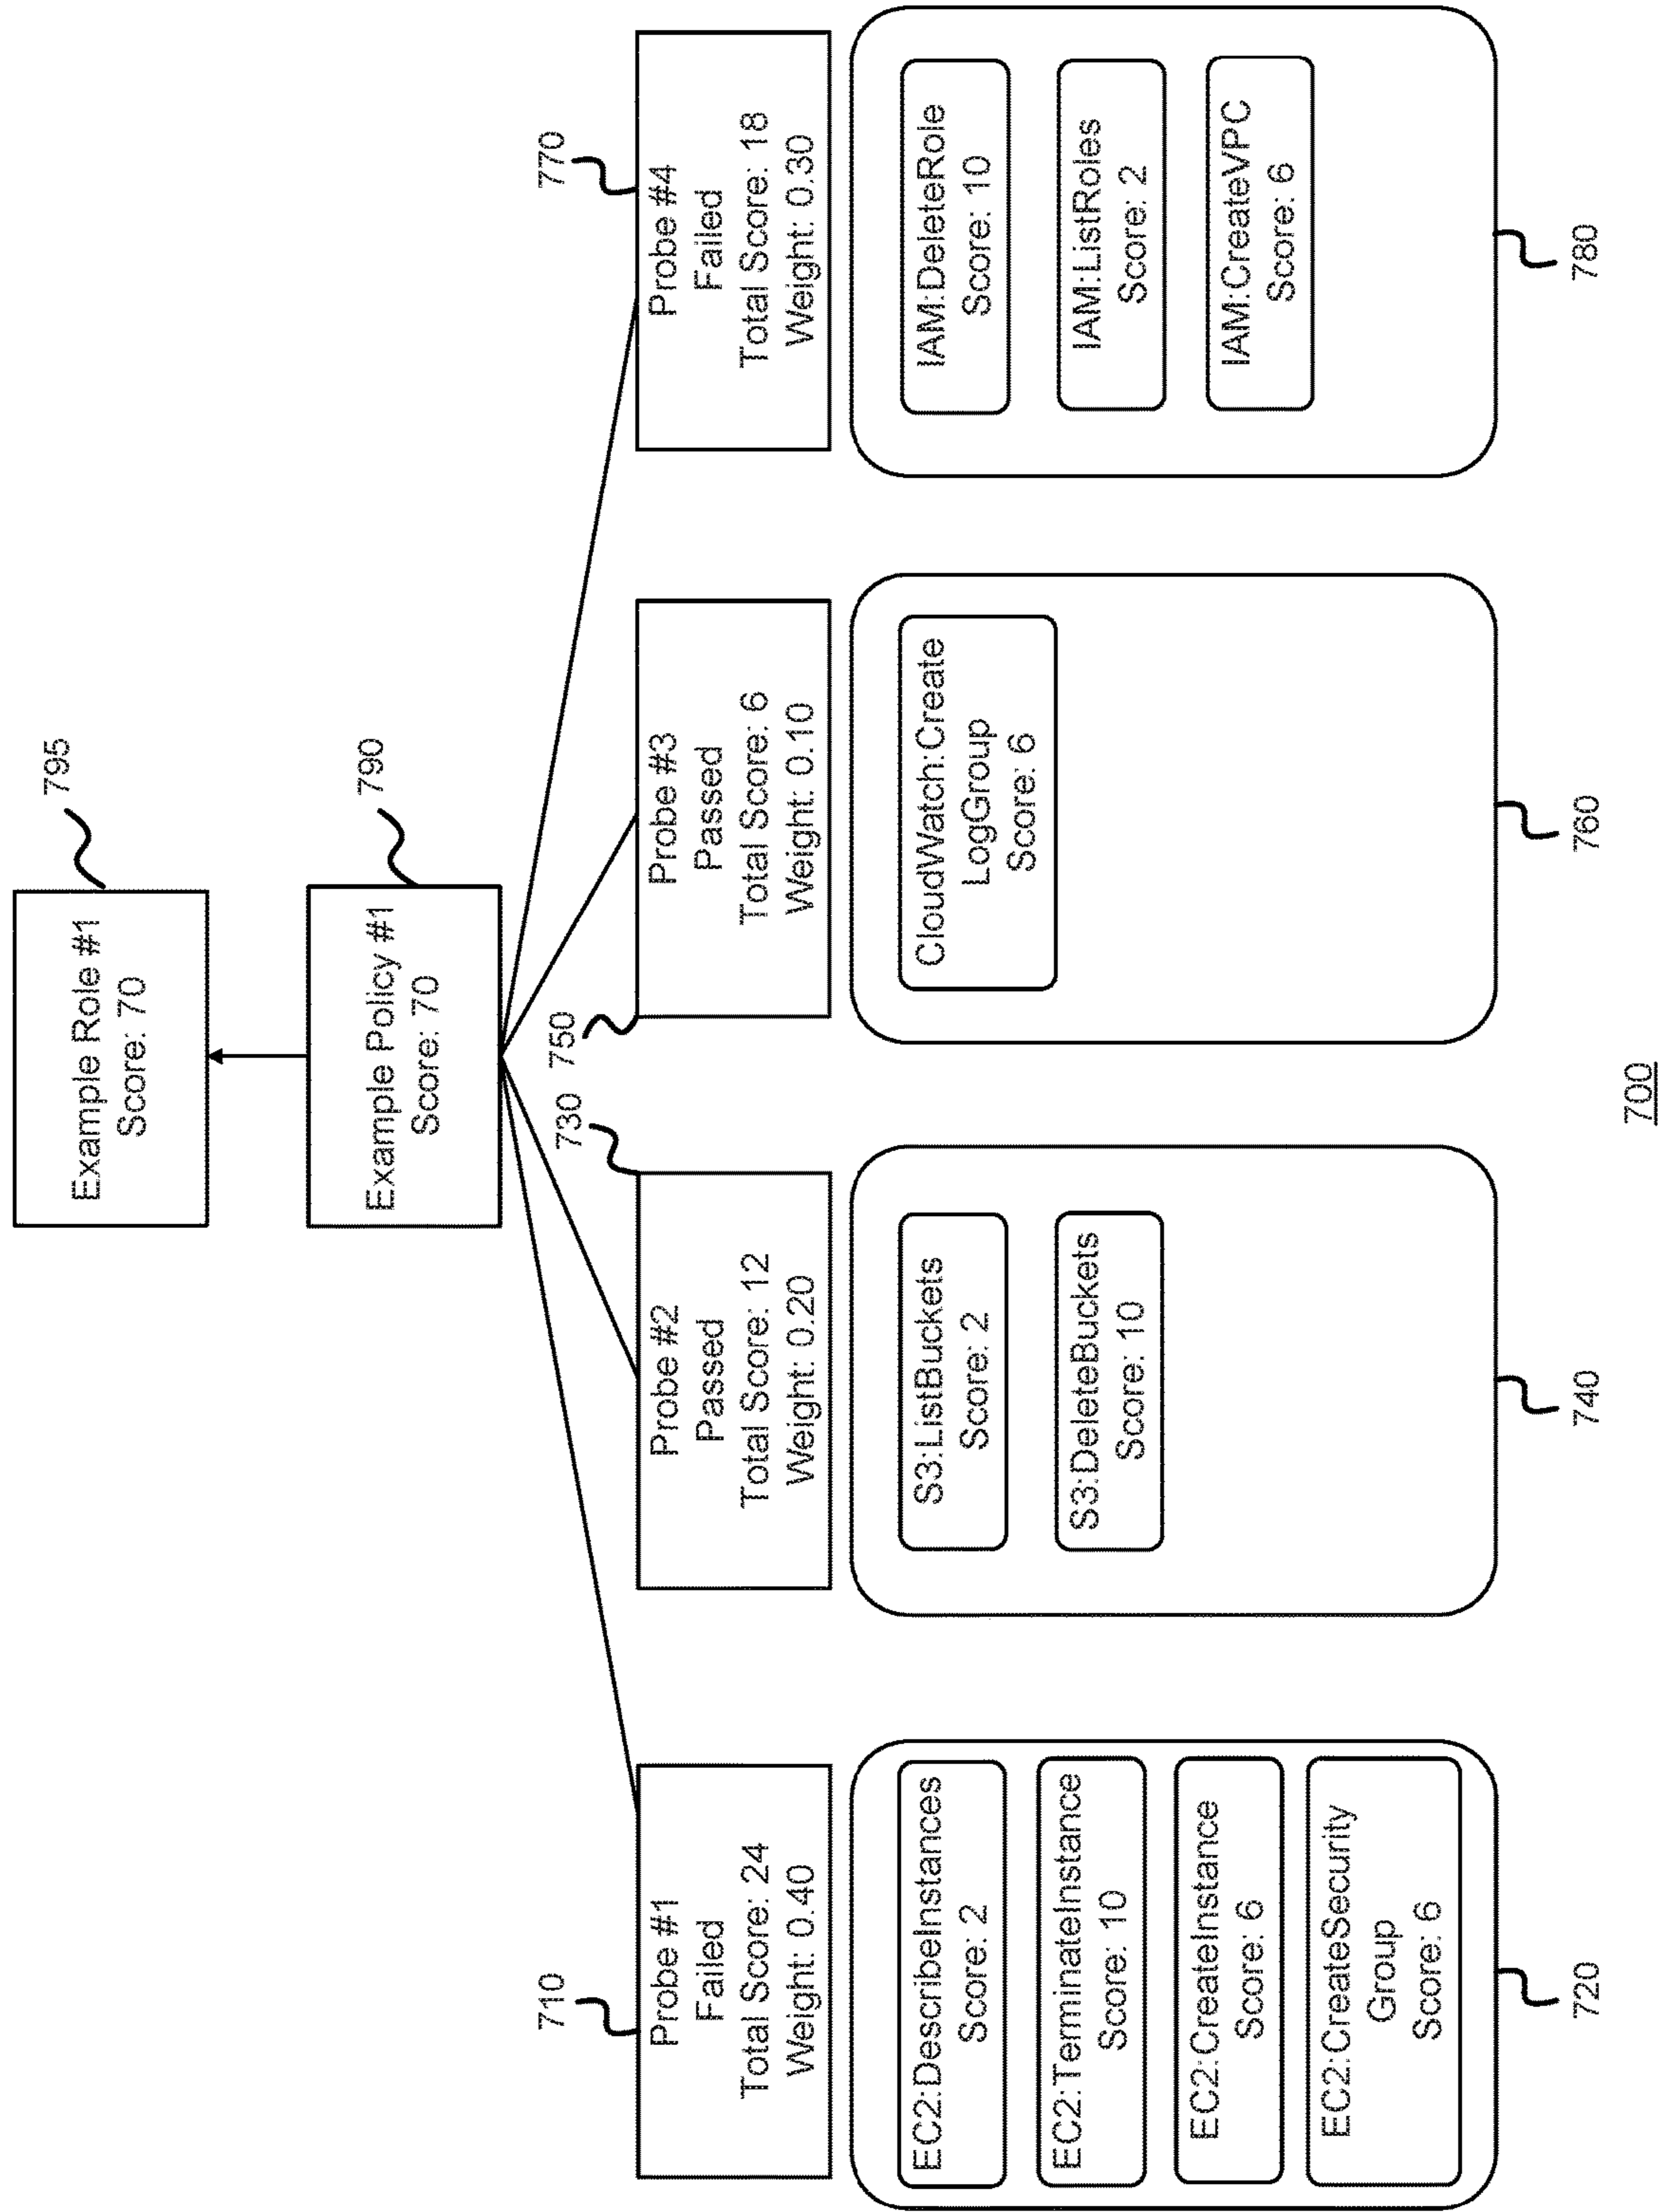 Example Role #1
Score: 70
795
Example Policy #1
Score: 70
790
710
Probe #1
Failed
Total Score: 24
Weight: 0.40
730
Probe #2
Passed
Total Score: 12
Weight: 0.20
750
Probe #3
Passed
Total Score: 6
Weight: 0.10
770
Probe #4
Failed
Total Score: 18
Weight: 0.30
EC2:DescribeInstances
Score: 2
EC2:TerminateInstance
Score: 10
EC2:CreateInstance
Score: 6
EC2:CreateSecurity
Group
Score: 6
720
S3:ListBuckets
Score: 2
S3:DeleteBuckets
Score: 10
740
CloudWatch:Create
LogGroup
Score: 6
760
IAM:DeleteRole
Score: 10
IAM:ListRoles
Score: 2
IAM:CreateVPC
Score: 6
780
700